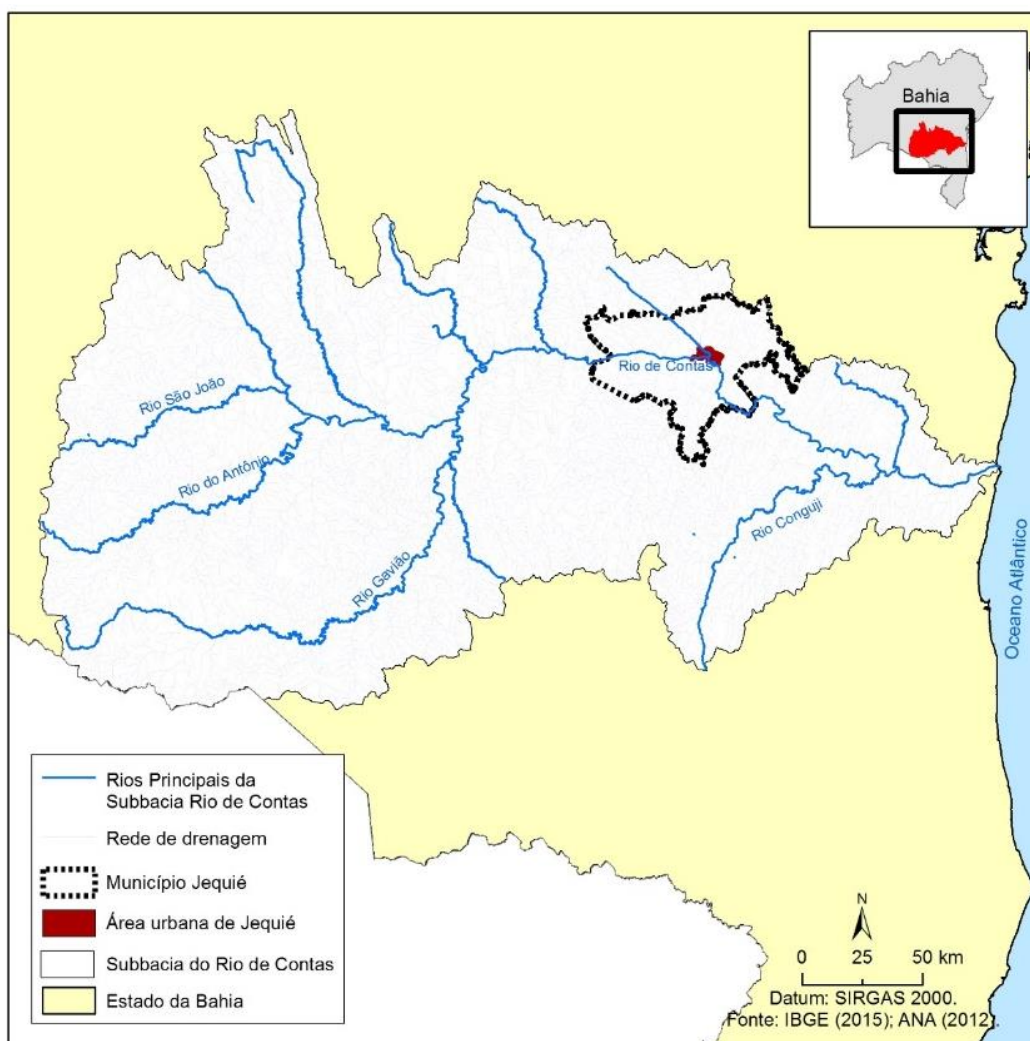 Bahia
Rio de Contas
Rio São João
Rio do Antônio
Rio Gavião
Rio Conguji
Oceano Atlântico
Rios Principais da
Subbacia Rio de Contas
Rede de drenagem
Município Jequié
Área urbana de Jequié
Subbacia do Rio de Contas
Estado da Bahia
N
0 25 50 km
Datum: SIRGAS 2000.
Fonte: IBGE (2015); ANA (2012).